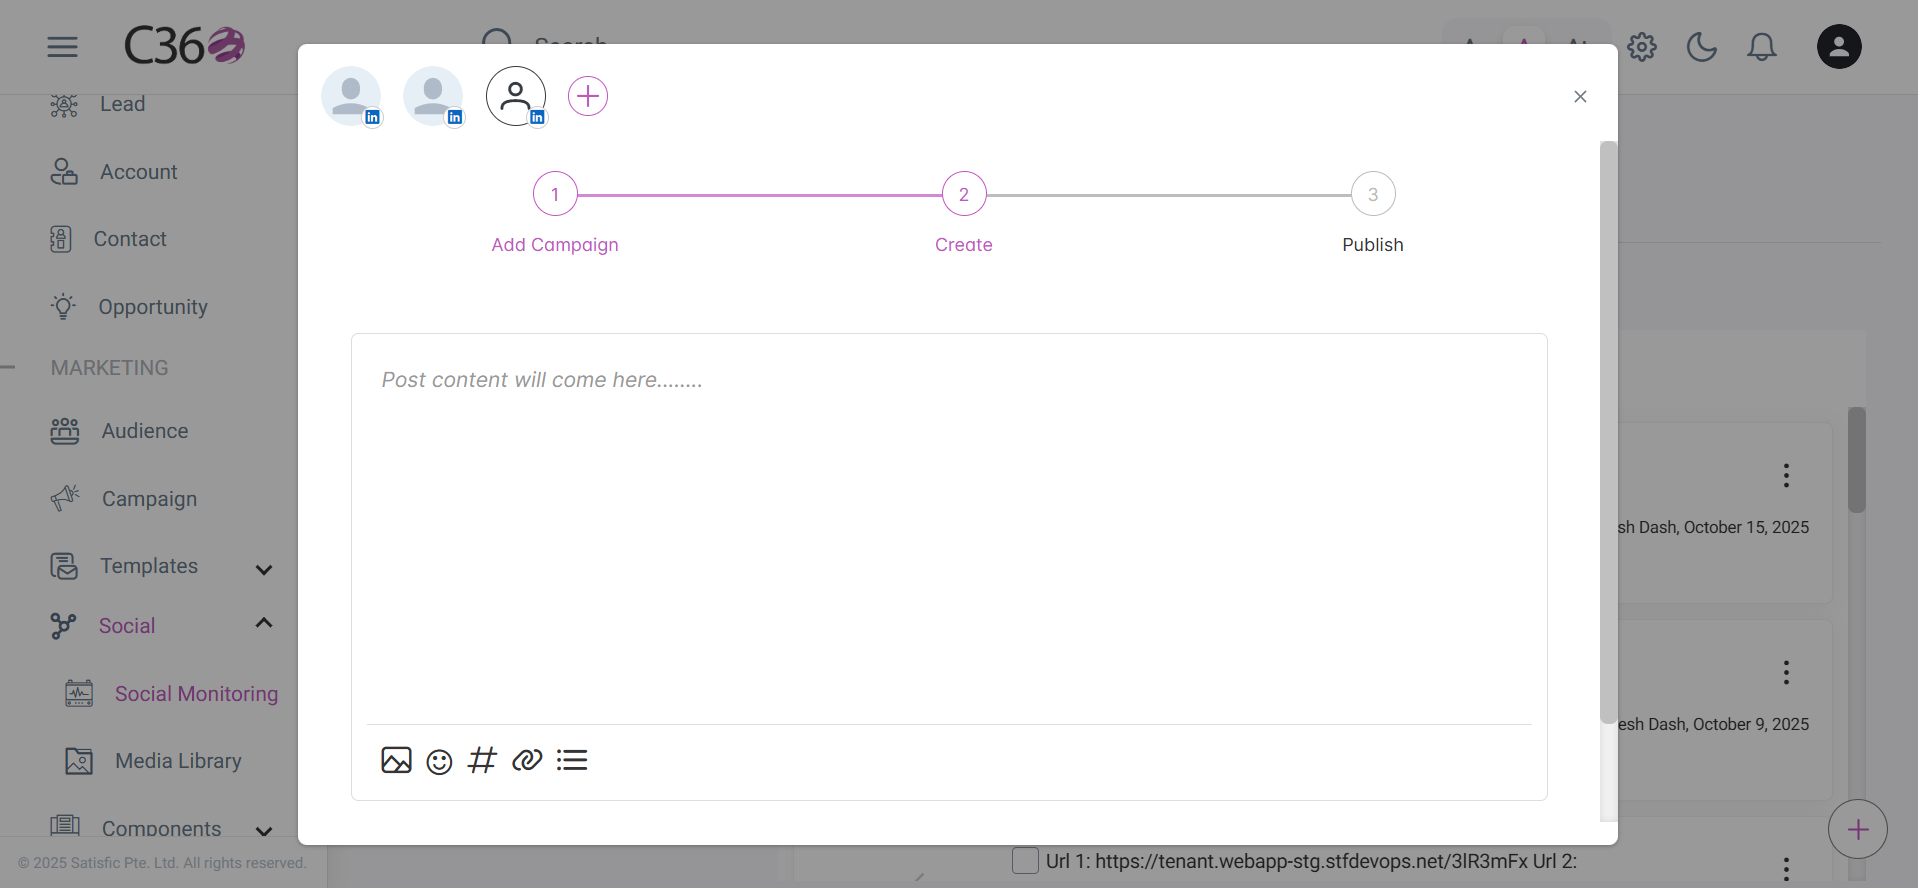 C36
Lead
Account
Contact
Opportunity
MARKETING
Audience
Campaign
Templates
Social
Social Monitoring
Media Library
Components
© 2025 Satisfic Pte. Ltd. All rights reserved.
Search
in
in
in
1
2
3
Add Campaign
Create
Publish
Post content will come here........
sh Dash, October 15, 2025
esh Dash, October 9, 2025
Url 1: https://tenant.webapp-stg.stfdevops.net/3lR3mFx Url 2: